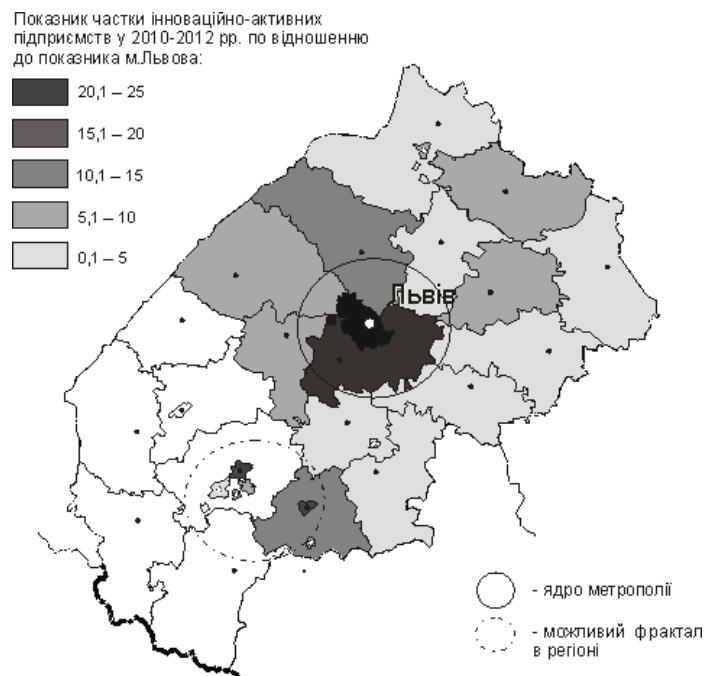 Показник частки інноваційно-активних
підприємств у 2010-2012 рр. по відношенню
до показника м.Львова:
20,1 – 25
15,1 – 20
10,1 – 15
5,1 – 10
0,1 – 5
Львів
- ядро метрополії
- можливий фрактал
в регіоні